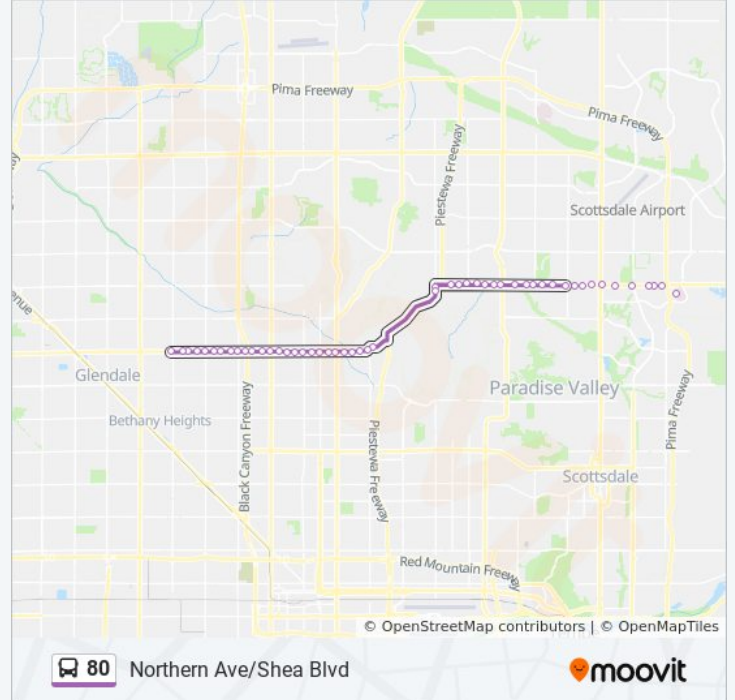 Pima Freeway
Pima Freeway
Piestewa Freeway
Scottsdale Airport
Glendale
Paradise Valley
Bethany Heights
Black Canyon Freeway
Piestewa Freeway
Pima Freeway
Scottsdale
Red Mountain Freeway
© OpenStreetMap contributors | © OpenMapTiles
80 Northern Ave/Shea Blvd
moovit